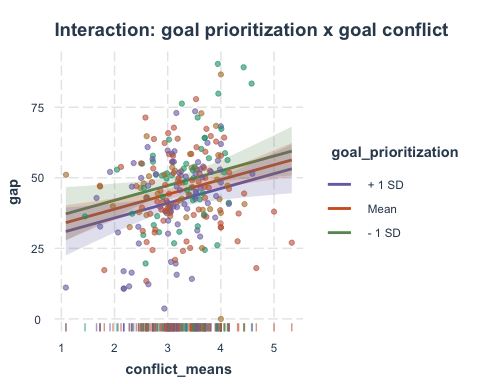 Interaction: goal prioritization x goal conflict
gap
75
50
25
0
1 2 3 4 5
conflict_means
goal_prioritization
+ 1 SD
Mean
- 1 SD